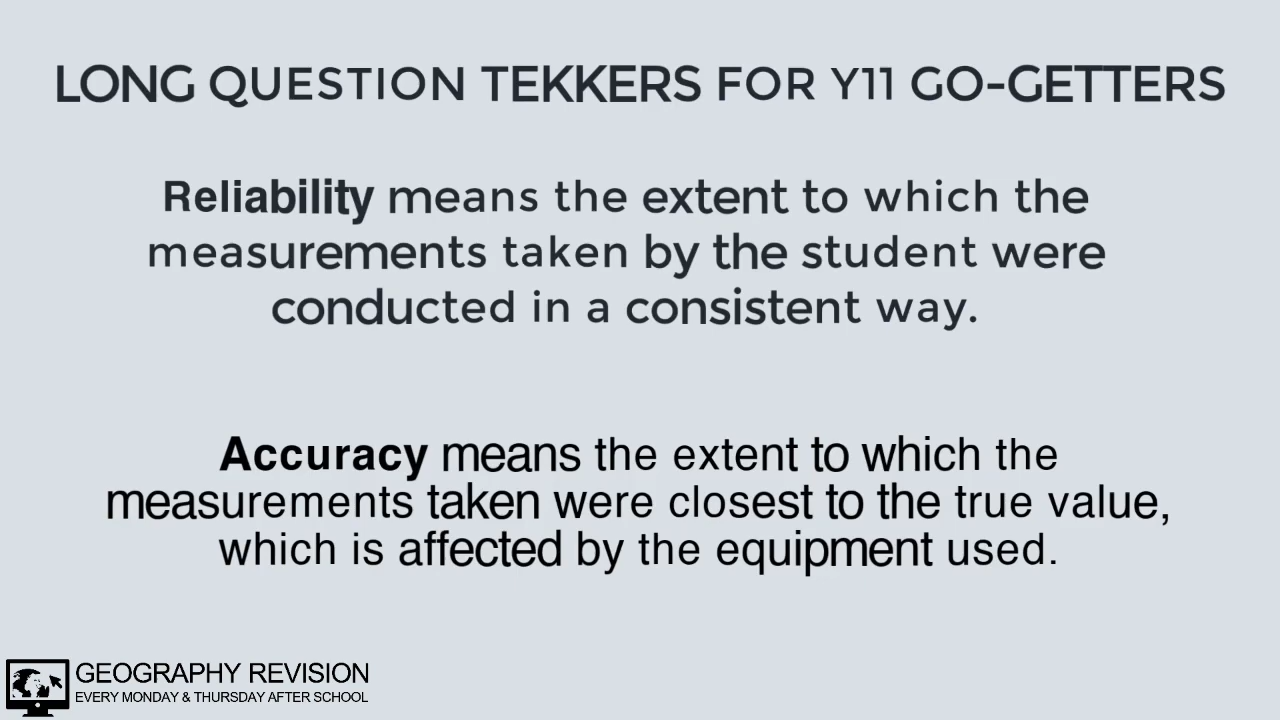 LONG QUESTION TEKKERS FOR Y11 GO-GETTERS
Reliability means the extent to which the
measurements taken by the student were
conducted in a consistent way.
Accuracy means the extent to which the
measurements taken were closest to the true value,
which is affected by the equipment used.
GEOGRAPHY REVISION
EVERY MONDAY & THURSDAY AFTER SCHOOL